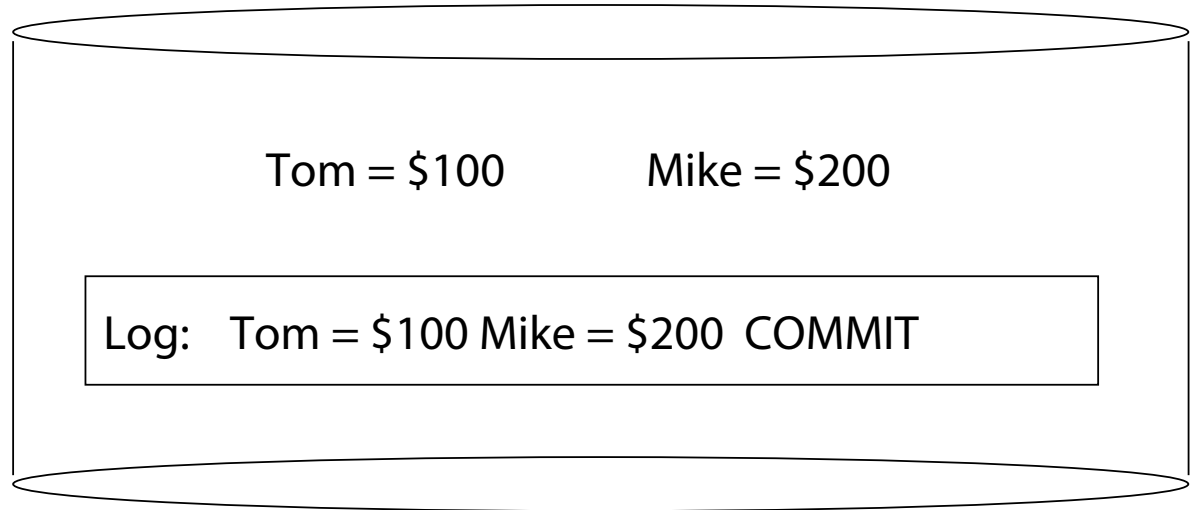 Tom = $100 Mike = $200
Log: Tom = $100 Mike = $200 COMMIT